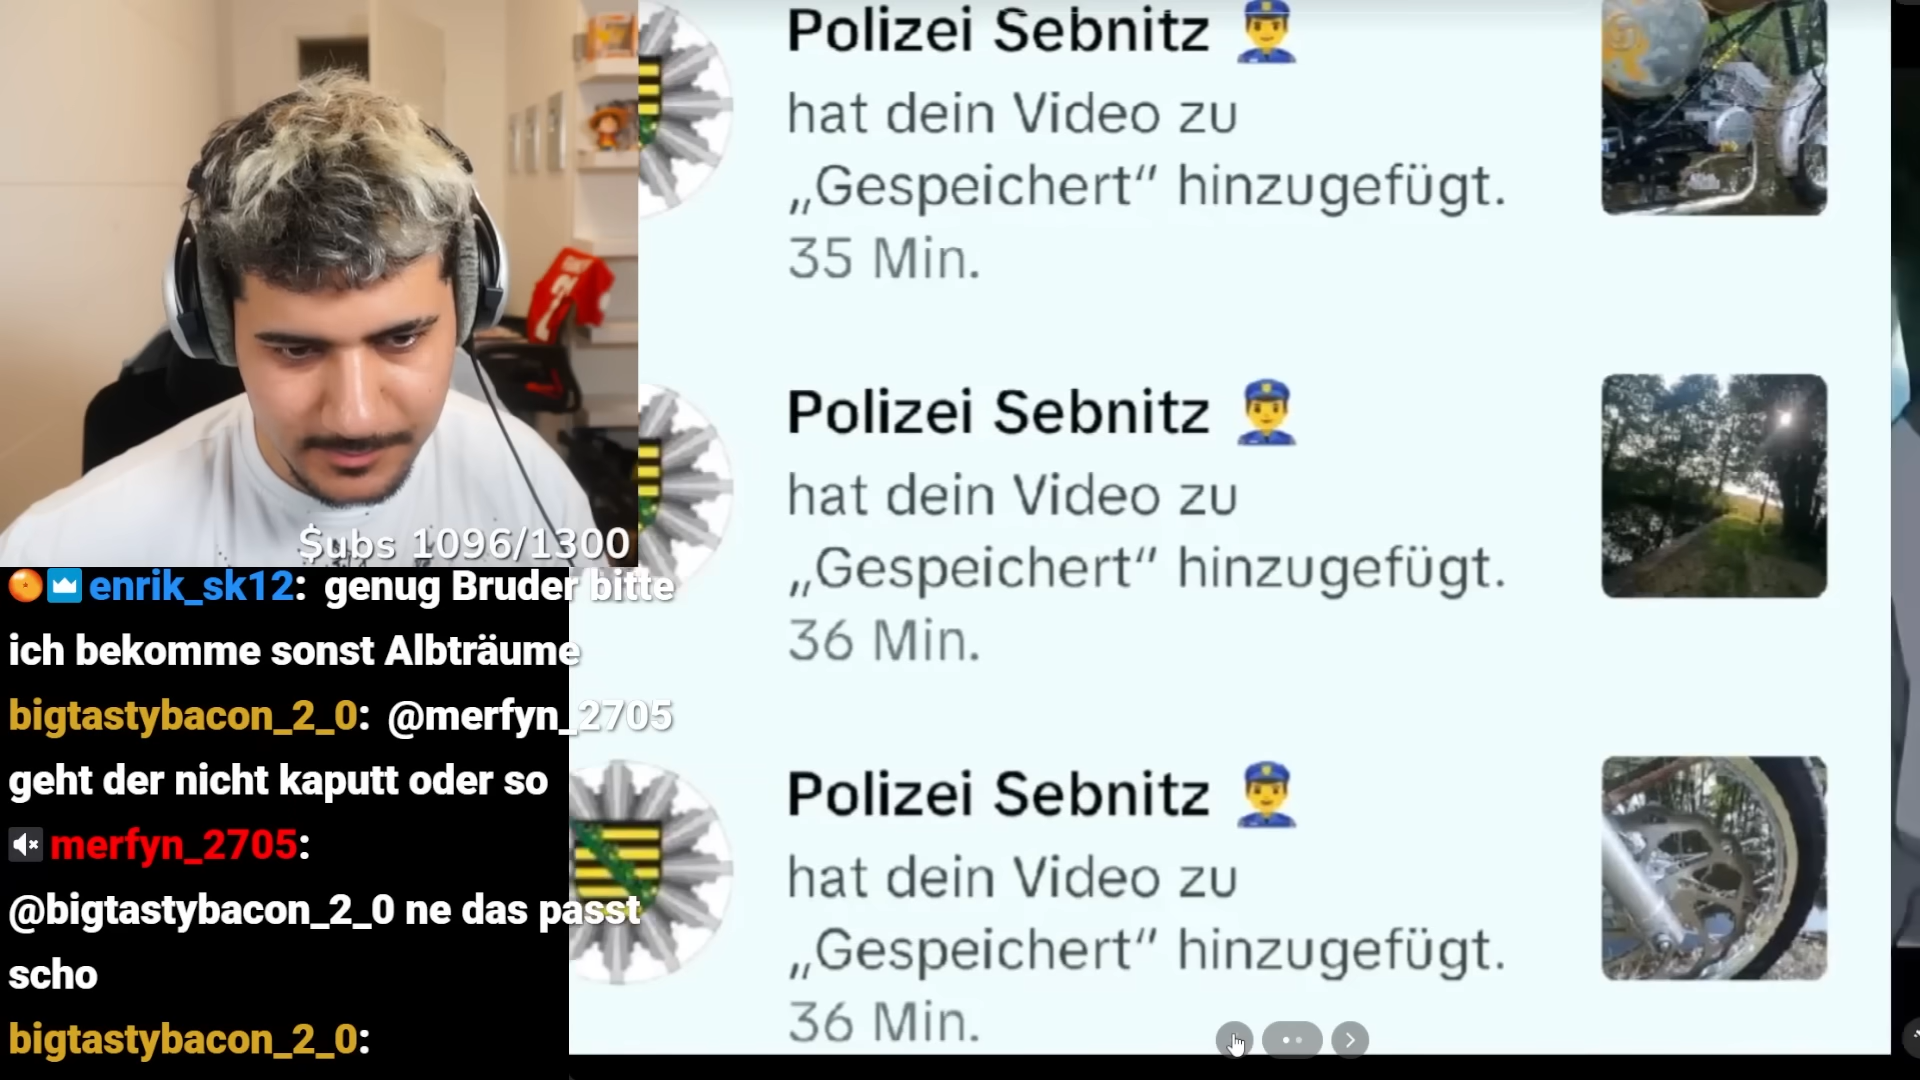 Polizei Sebnitz 👮
hat dein Video zu
„Gespeichert“ hinzugefügt.
35 Min.
Polizei Sebnitz 👮
hat dein Video zu
„Gespeichert“ hinzugefügt.
36 Min.
Polizei Sebnitz 👮
hat dein Video zu
„Gespeichert“ hinzugefügt.
36 Min.
$ubs 1096/1300
enrik_sk12: genug Bruder bitte
ich bekomme sonst Albträume
bigtastybacon_2_0: @merfyn_2705
geht der nicht kaputt oder so
merfyn_2705:
@bigtastybacon_2_0 ne das passt
scho
bigtastybacon_2_0: